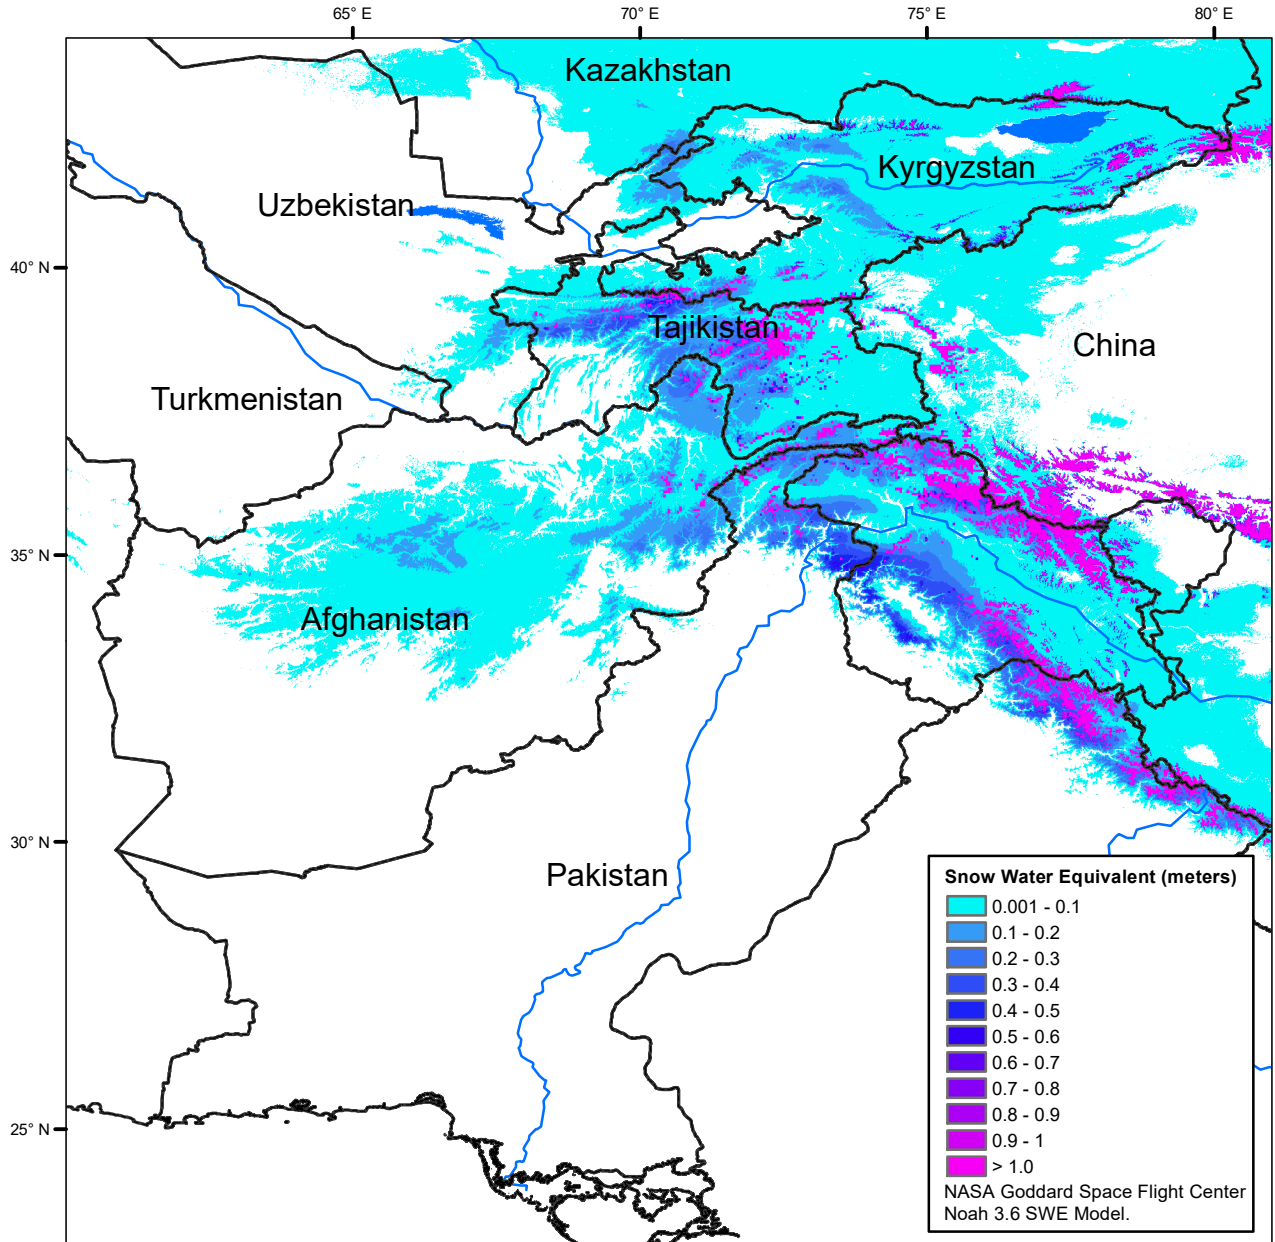 65° E
70° E
75° E
80° E
Kazakhstan
Kyrgyzstan
Uzbekistan
40° N
Tajikistan
China
Turkmenistan
35° N
Afghanistan
30° N
Pakistan
25° N
Snow Water Equivalent (meters)
0.001 - 0.1
0.1 - 0.2
0.2 - 0.3
0.3 - 0.4
0.4 - 0.5
0.5 - 0.6
0.6 - 0.7
0.7 - 0.8
0.8 - 0.9
0.9 - 1
> 1.0
NASA Goddard Space Flight Center
Noah 3.6 SWE Model.